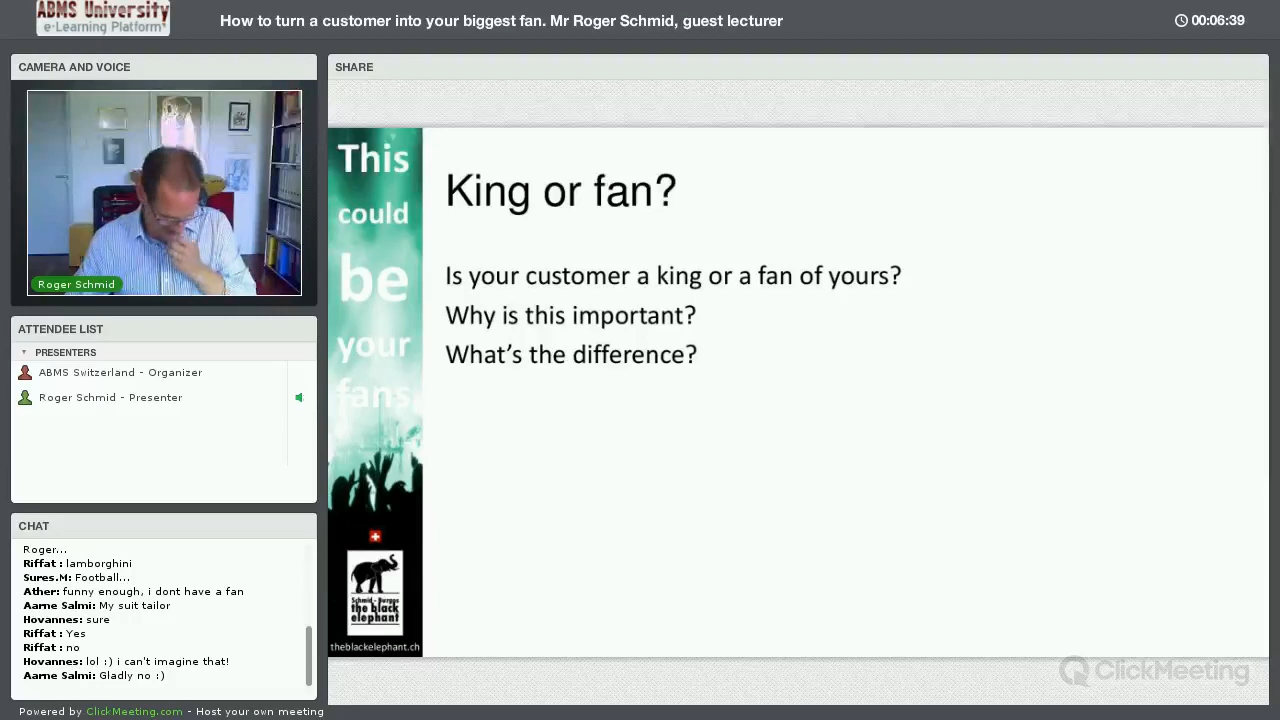 ABMS University
e-Learning Platform
How to turn a customer into your biggest fan. Mr Roger Schmid, guest lecturer
00:06:39
CAMERA AND VOICE
Roger Schmid
ATTENDEE LIST
PRESENTERS
ABMS Switzerland - Organizer
Roger Schmid - Presenter
CHAT
Roger...
Riffat : lamborghini
Sures.M: Football...
Ather: funny enough, i dont have a fan
Aarne Salmi: My suit tailor
Hovannes: sure
Riffat : Yes
Riffat : no
Hovannes: lol :) i can't imagine that!
Aarne Salmi: Gladly no :)
Powered by ClickMeeting.com - Host your own meeting
SHARE
This
could
be
your
fans
the black
elephant
theblackelephant.ch
King or fan?
Is your customer a king or a fan of yours?
Why is this important?
What's the difference?
ClickMeeting